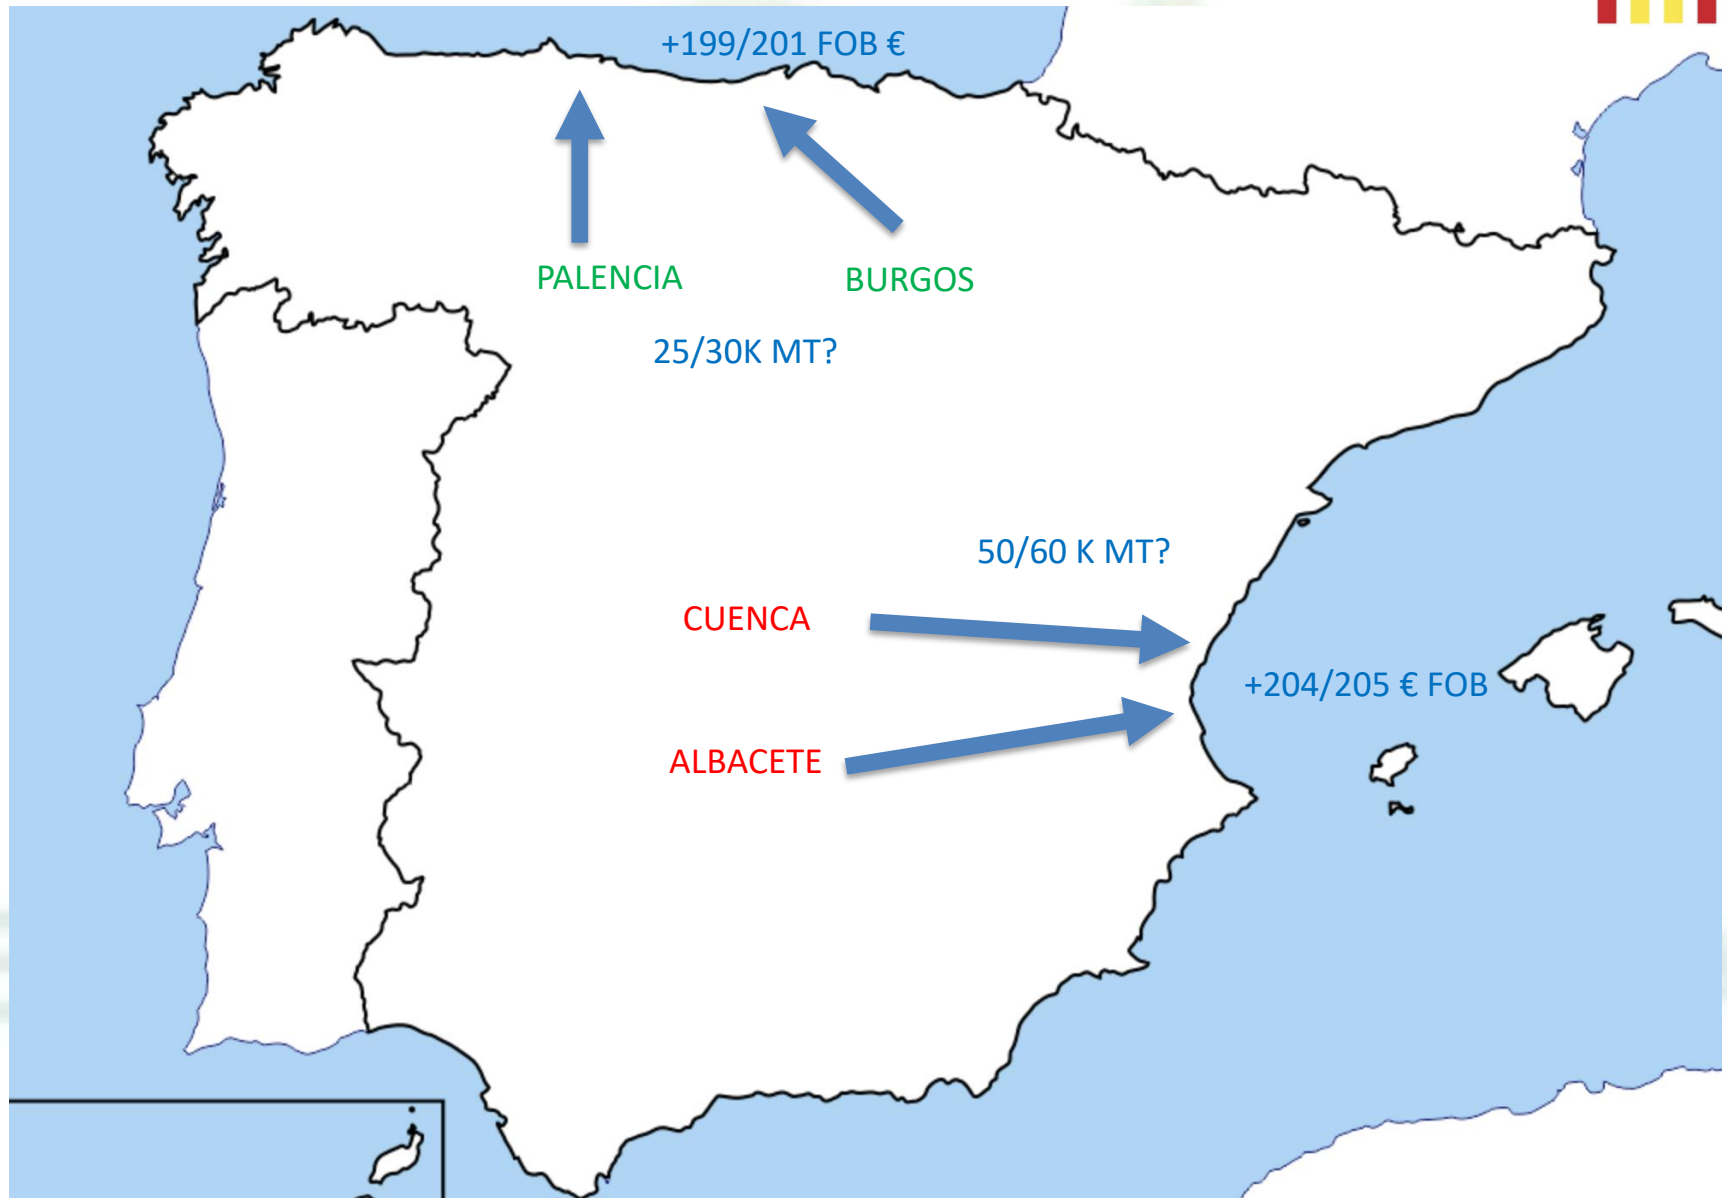 +199/201 FOB €
PALENCIA
BURGOS
25/30K MT?
50/60 K MT?
CUENCA
+204/205 € FOB
ALBACETE